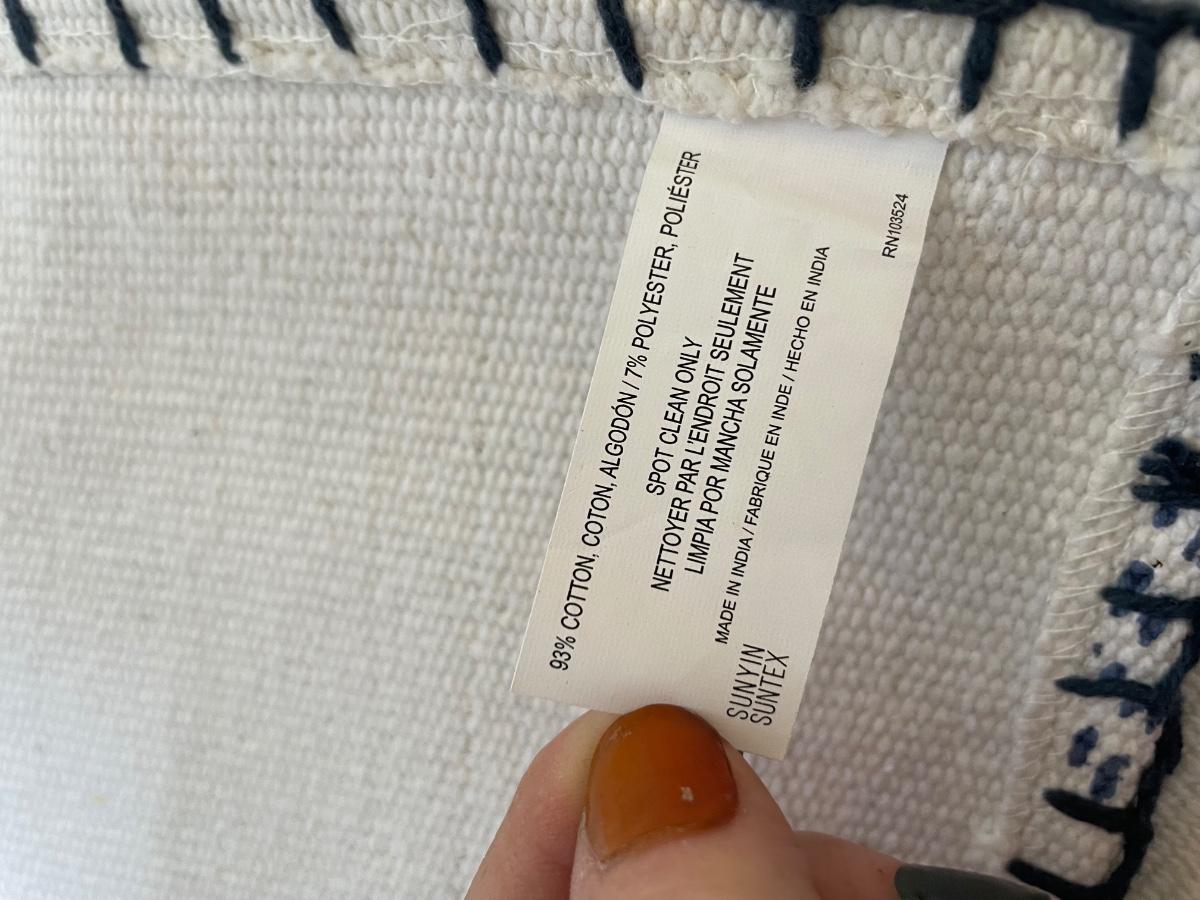 93% COTTON, COTON, ALGODÓN / 7% POLYESTER, POLIÉSTER
SPOT CLEAN ONLY
NETTOYER PAR L'ENDROIT SEULEMENT
LIMPIA POR MANCHA SOLAMENTE
MADE IN INDIA / FABRIQUE EN INDE / HECHO EN INDIA
SUNYIN
SUNTEX
RN103524